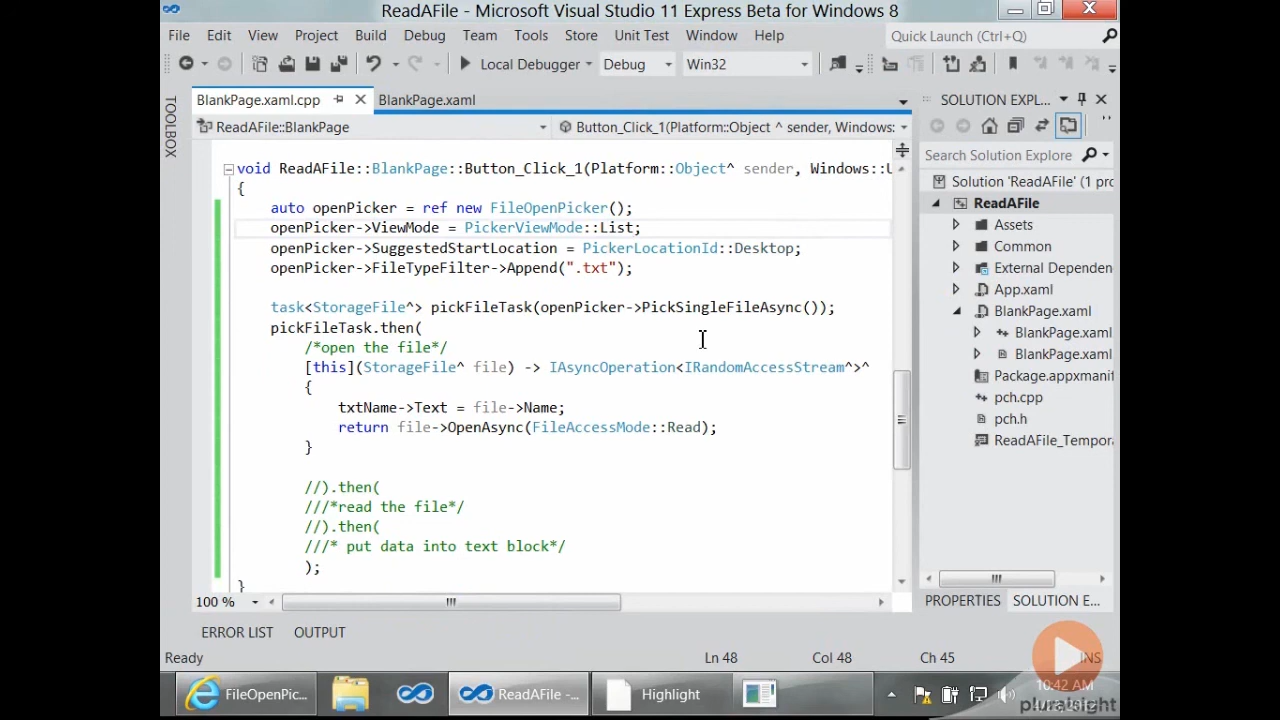 ReadAFile - Microsoft Visual Studio 11 Express Beta for Windows 8
File Edit View Project Build Debug Team Tools Store Unit Test Window Help
Quick Launch (Ctrl+Q)
Local Debugger Debug Win32
TOOLBOX
BlankPage.xaml.cpp BlankPage.xaml
SOLUTION EXPL...
ReadAFile::BlankPage Button_Click_1(Platform::Object ^ sender, Windows:
Search Solution Explore
Solution 'ReadAFile' (1 pro
ReadAFile
Assets
Common
External Dependen
App.xaml
BlankPage.xaml
BlankPage.xaml
BlankPage.xaml
Package.appxmanif
pch.cpp
pch.h
ReadAFile_Tempora
void ReadAFile::BlankPage::Button_Click_1(Platform::Object^ sender, Windows::U
{
auto openPicker = ref new FileOpenPicker();
openPicker->ViewMode = PickerViewMode::List;
openPicker->SuggestedStartLocation = PickerLocationId::Desktop;
openPicker->FileTypeFilter->Append(".txt");
task<StorageFile^> pickFileTask(openPicker->PickSingleFileAsync());
pickFileTask.then(
/*open the file*/
[this](StorageFile^ file) -> IAsyncOperation<IRandomAccessStream^>^
{
txtName->Text = file->Name;
return file->OpenAsync(FileAccessMode::Read);
}
//).then(
///*read the file*/
//).then(
///* put data into text block*/
);
}
100 %
PROPERTIES SOLUTION E...
ERROR LIST OUTPUT
Ready Ln 48 Col 48 Ch 45 INS
FileOpenPic... ReadAFile -... Highlight
10:42 AM
pluralsight